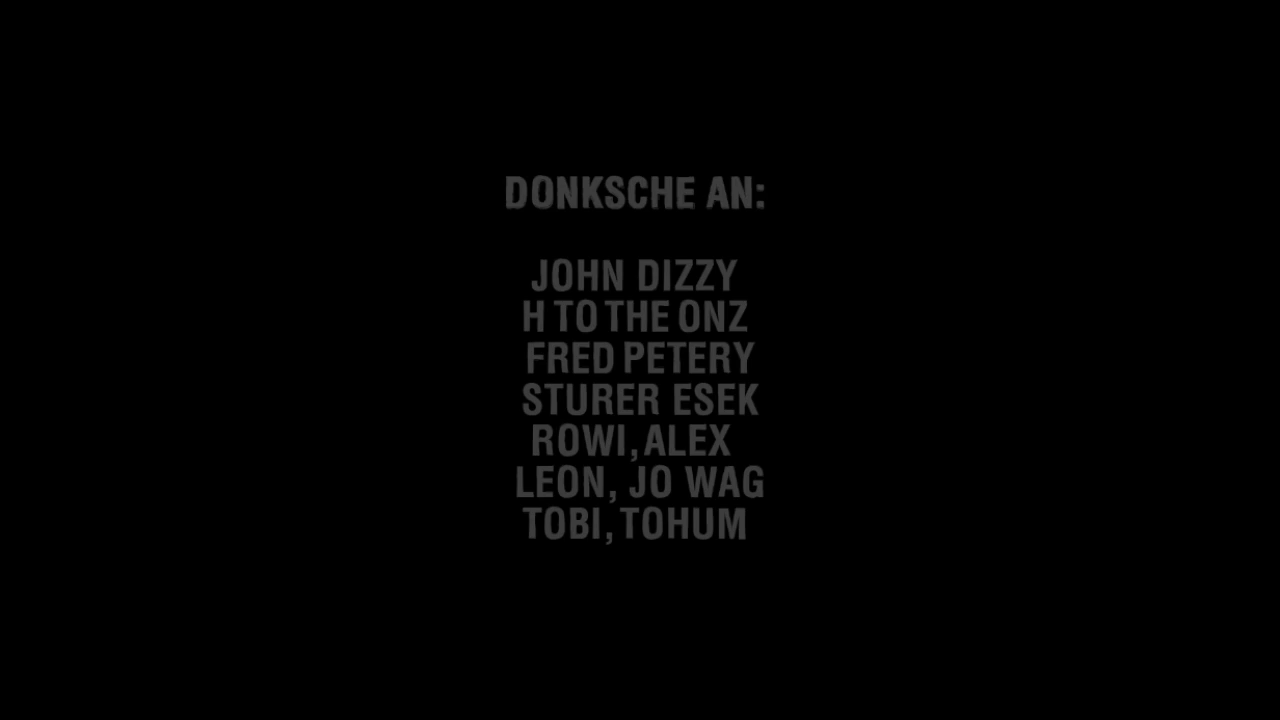 DONKSCHE AN:
JOHN DIZZY
H TO THE ONZ
FRED PETERY
STURER ESEK
ROWI, ALEX
LEON, JO WAG
TOBI, TOHUM